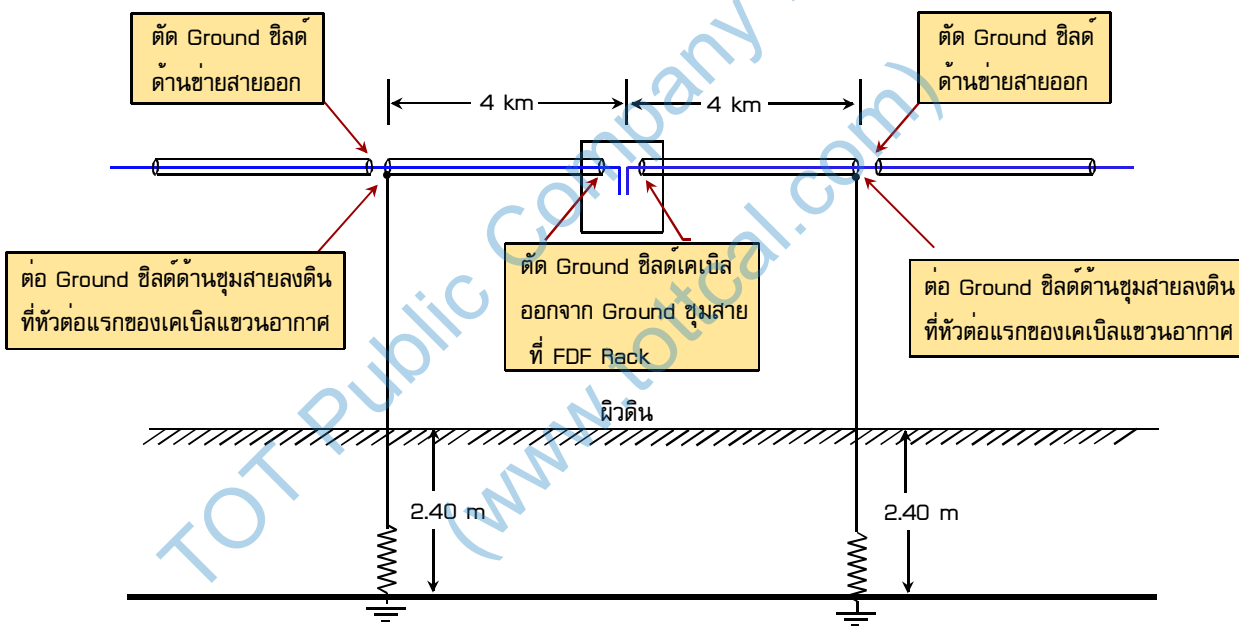 ตัด Ground ชิลด์
ด้านข่ายสายออก
ตัด Ground ชิลด์
ด้านข่ายสายออก
4 km
4 km
ต่อ Ground ชิลด์ด้านชุมสายลงดิน
ที่หัวต่อแรกของเคเบิลแขวนอากาศ
ตัด Ground ชิลด์เคเบิล
ออกจาก Ground ชุมสาย
ที่ FDF Rack
ต่อ Ground ชิลด์ด้านชุมสายลงดิน
ที่หัวต่อแรกของเคเบิลแขวนอากาศ
ผิวดิน
2.40 m
2.40 m
TOT Public Company
(www.tottcal.com)